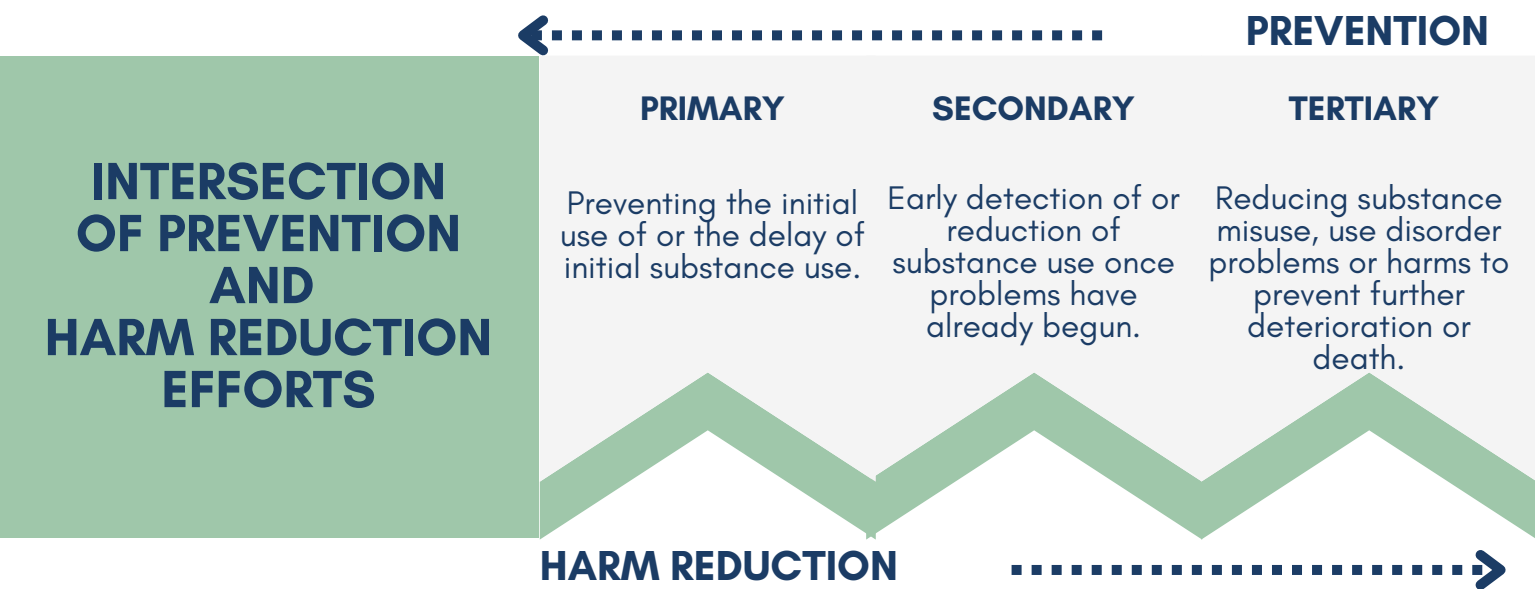 PREVENTION
INTERSECTION
OF PREVENTION
AND
HARM REDUCTION
EFFORTS
PRIMARY
Preventing the initial
use of or the delay of
initial substance use.
SECONDARY
Early detection of or
reduction of
substance use once
problems have
already begun.
TERTIARY
Reducing substance
misuse, use disorder
problems or harms to
prevent further
deterioration or
death.
HARM REDUCTION